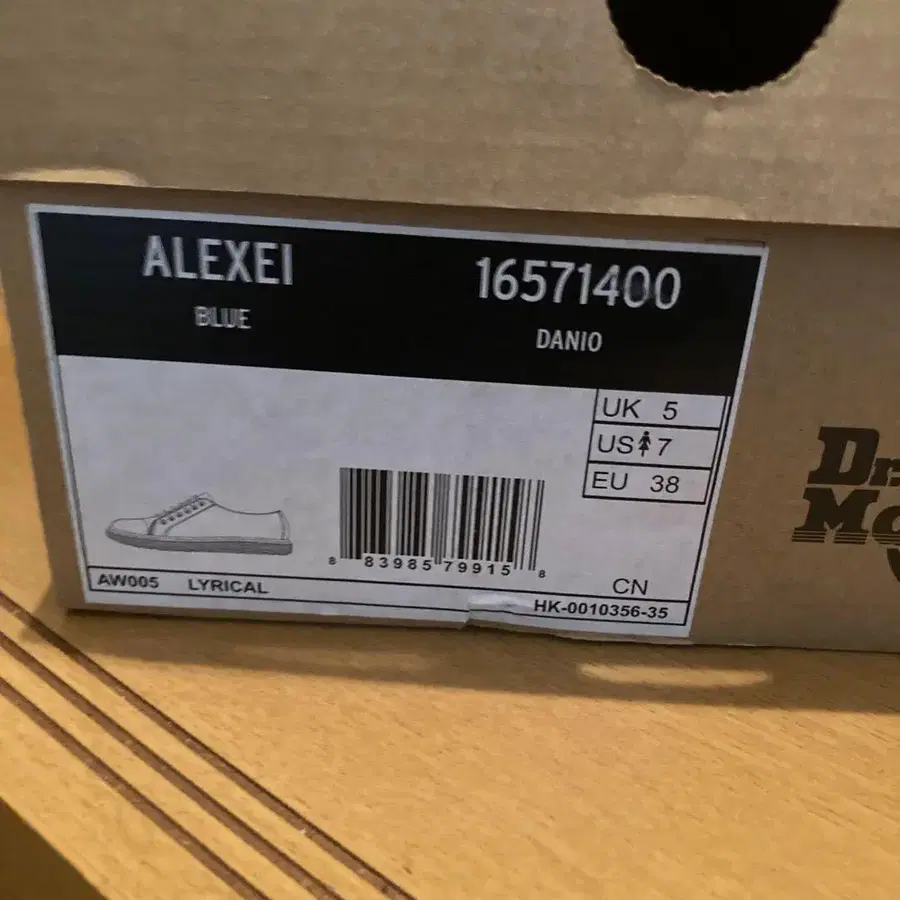 ALEXEI 16571400
BLUE DANIO
UK 5
US 7
EU 38
8 83985 79915 8
CN
AW005 LYRICAL
HK-0010356-35
Dr.
M